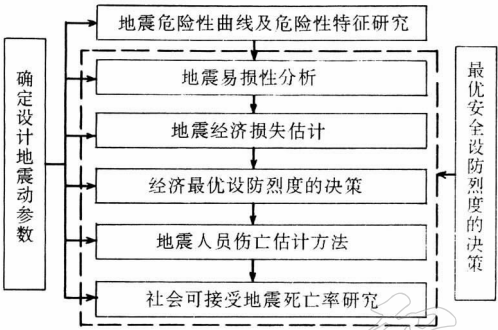 地震危险性曲线及危险性特征研究
地震易损性分析
地震经济损失估计
经济最优设防烈度的决策
地震人员伤亡估计方法
社会可接受地震死亡率研究
确定设计地震动参数
最优安全设防烈度的决策